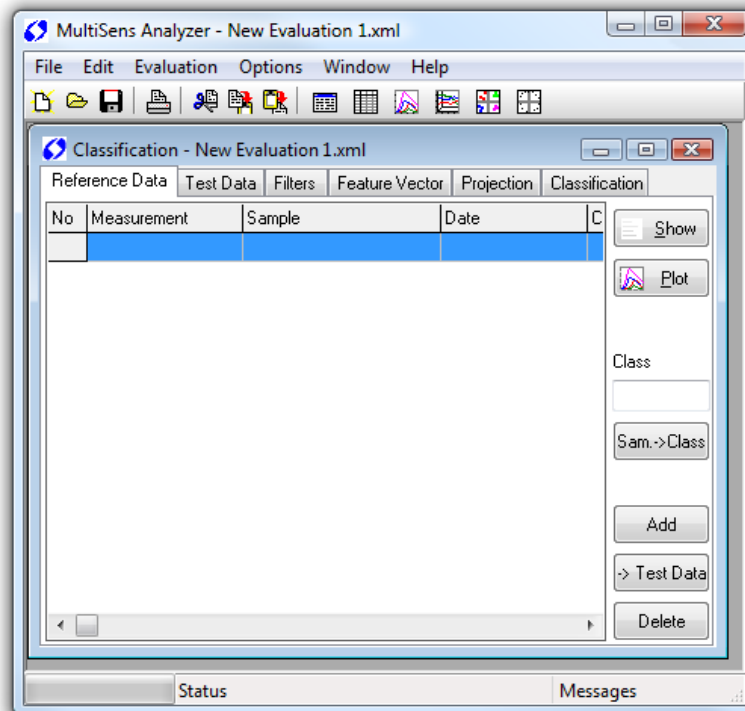 MultiSens Analyzer - New Evaluation 1.xml
File Edit Evaluation Options Window Help
Classification - New Evaluation 1.xml
Reference Data Test Data Filters Feature Vector Projection Classification
No Measurement Sample Date C
Show
Plot
Class
Sam.->Class
Add
-> Test Data
Delete
Status Messages